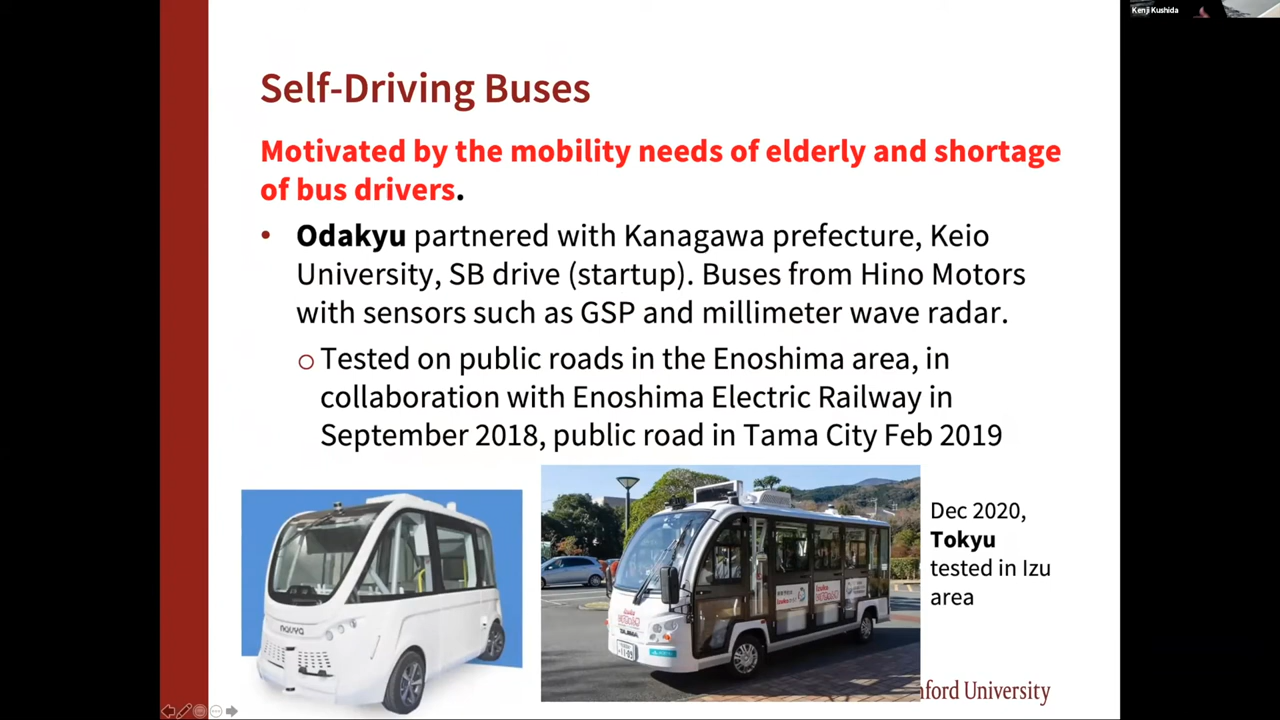 Kenji Kushida
Self-Driving Buses
Motivated by the mobility needs of elderly and shortage
of bus drivers.
• Odakyu partnered with Kanagawa prefecture, Keio
University, SB drive (startup). Buses from Hino Motors
with sensors such as GSP and millimeter wave radar.
Tested on public roads in the Enoshima area, in
collaboration with Enoshima Electric Railway in
September 2018, public road in Tama City Feb 2019
Dec 2020,
Tokyu
tested in Izu
area
navya
nford University